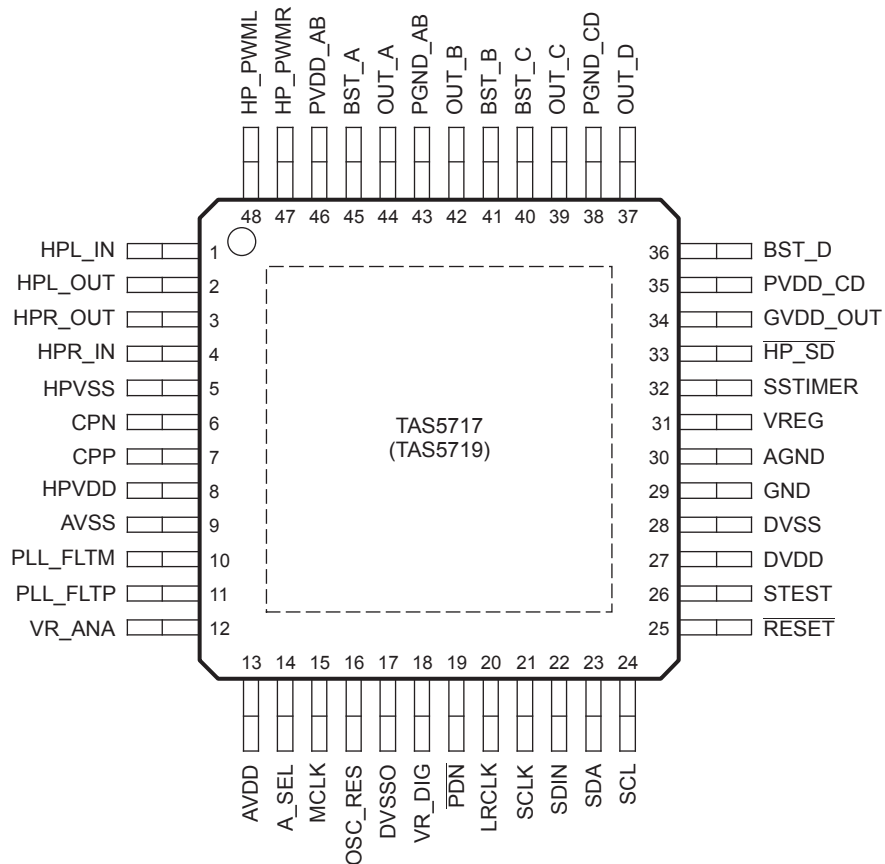 HP_PWML
HP_PWMR
PVDD_AB
BST_A
OUT_A
PGND_AB
OUT_B
BST_B
BST_C
OUT_C
PGND_CD
OUT_D
48 47 46 45 44 43 42 41 40 39 38 37
HPL_IN 1 36 BST_D
HPL_OUT 2 35 PVDD_CD
HPR_OUT 3 34 GVDD_OUT
HPR_IN 4 33 HP_SD
HPVSS 5 32 SSTIMER
CPN 6 31 VREG
TAS5717
(TAS5719)
CPP 7 30 AGND
HPVDD 8 29 GND
AVSS 9 28 DVSS
PLL_FLTM 10 27 DVDD
PLL_FLTP 11 26 STEST
VR_ANA 12 25 RESET
13 14 15 16 17 18 19 20 21 22 23 24
AVDD
A_SEL
MCLK
OSC_RES
DVSSO
VR_DIG
PDN
LRCLK
SCLK
SDIN
SDA
SCL